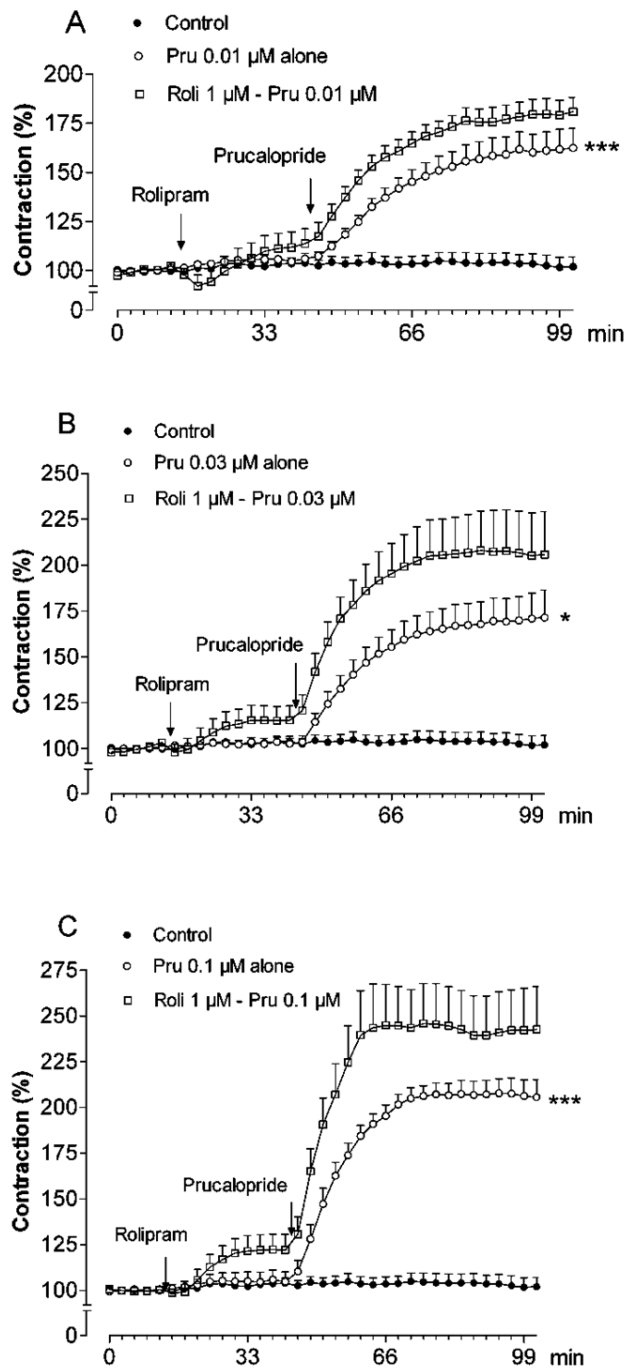 A
Control
Pru 0.01 µM alone
Roli 1 µM - Pru 0.01 µM
Contraction (%)
200
175
150
125
100
0
Rolipram
Prucalopride
***
0 33 66 99 min
B
Control
Pru 0.03 µM alone
Roli 1 µM - Pru 0.03 µM
Contraction (%)
250
225
200
175
150
125
100
0
Prucalopride
Rolipram
*
0 33 66 99 min
C
Control
Pru 0.1 µM alone
Roli 1 µM - Pru 0.1 µM
Contraction (%)
275
250
225
200
175
150
125
100
0
Prucalopride
Rolipram
***
0 33 66 99 min